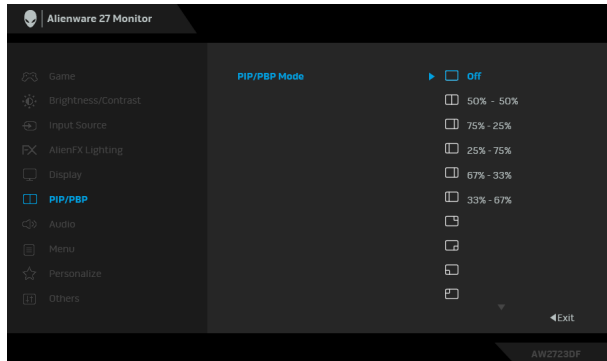 Alienware 27 Monitor
Game
Brightness/Contrast
Input Source
AlienFX Lighting
Display
PIP/PBP
Audio
Menu
Personalize
Others
PIP/PBP Mode
Off
50% - 50%
75% - 25%
25% - 75%
67% - 33%
33% - 67%
Exit
AW2723DF